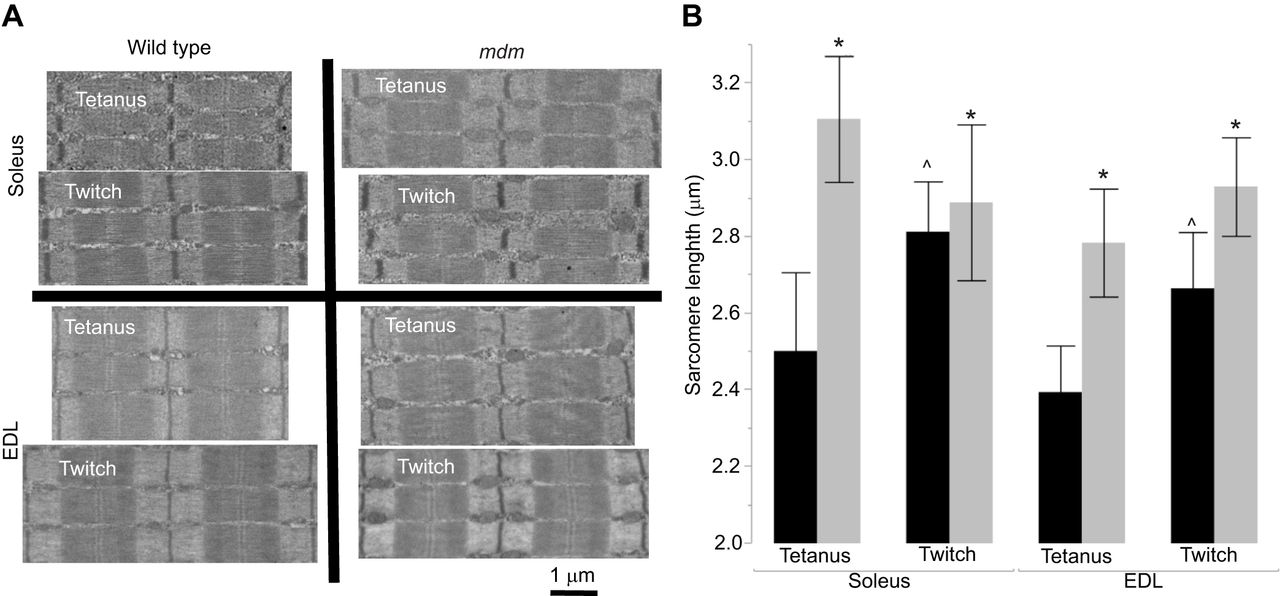 A
Wild type
mdm
Soleus
Tetanus
Tetanus
Twitch
Twitch
EDL
Tetanus
Tetanus
Twitch
Twitch
1 μm
B
Sarcomere lenghth (μm)
3.2
3.0
2.8
2.6
2.4
2.2
2.0
*
^
*
*
^
*
Tetanus
Twitch
Tetanus
Twitch
Soleus
EDL